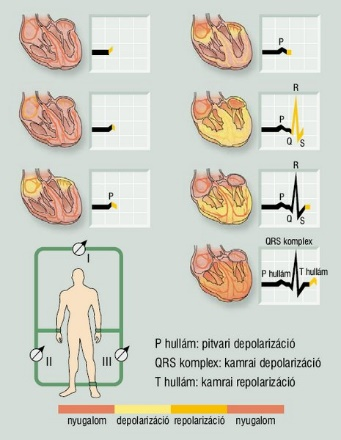 P
R
Q S
P
R
Q S
QRS komplex
P hullám T hullám
I
II III
P hullám: pitvari depolarizáció
QRS komplex: kamrai depolarizáció
T hullám: kamrai repolarizáció
nyugalom depolarizáció repolarizáció nyugalom